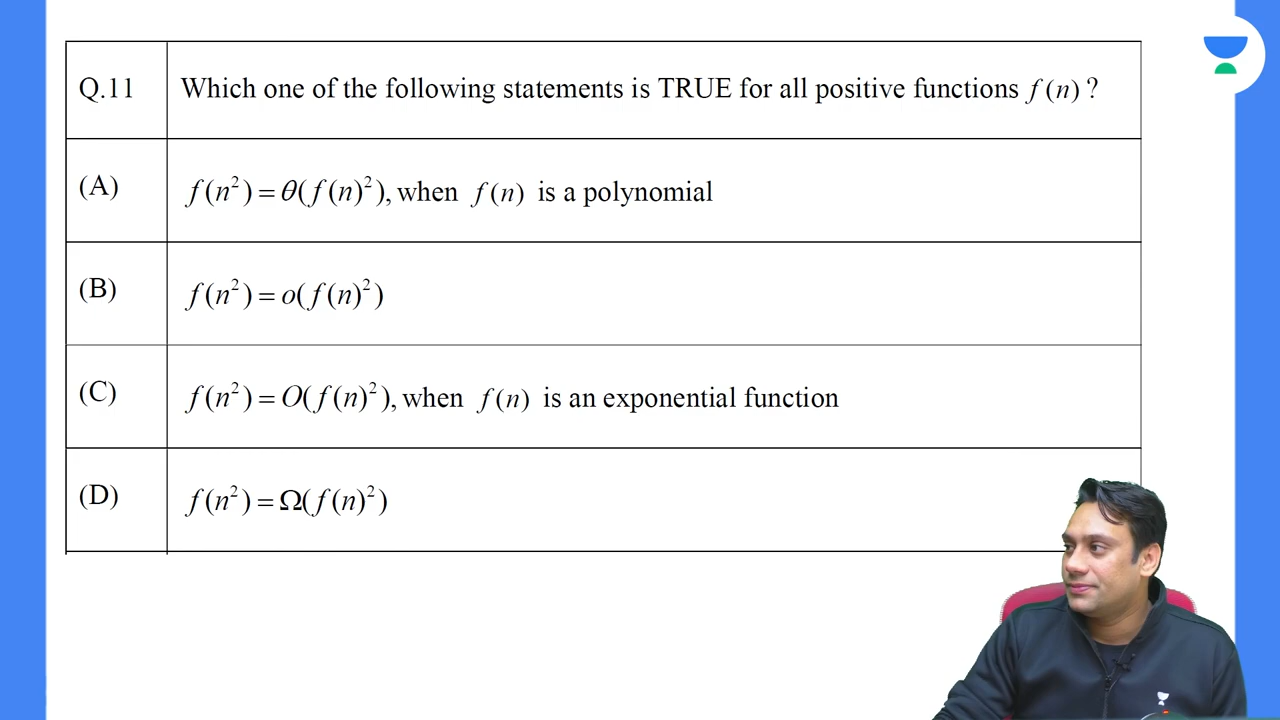 Q.11 Which one of the following statements is TRUE for all positive functions f(n)?
(A) f(n²) = θ(f(n)²), when f(n) is a polynomial
(B) f(n²) = o(f(n)²)
(C) f(n²) = O(f(n)²), when f(n) is an exponential function
(D) f(n²) = Ω(f(n)²)